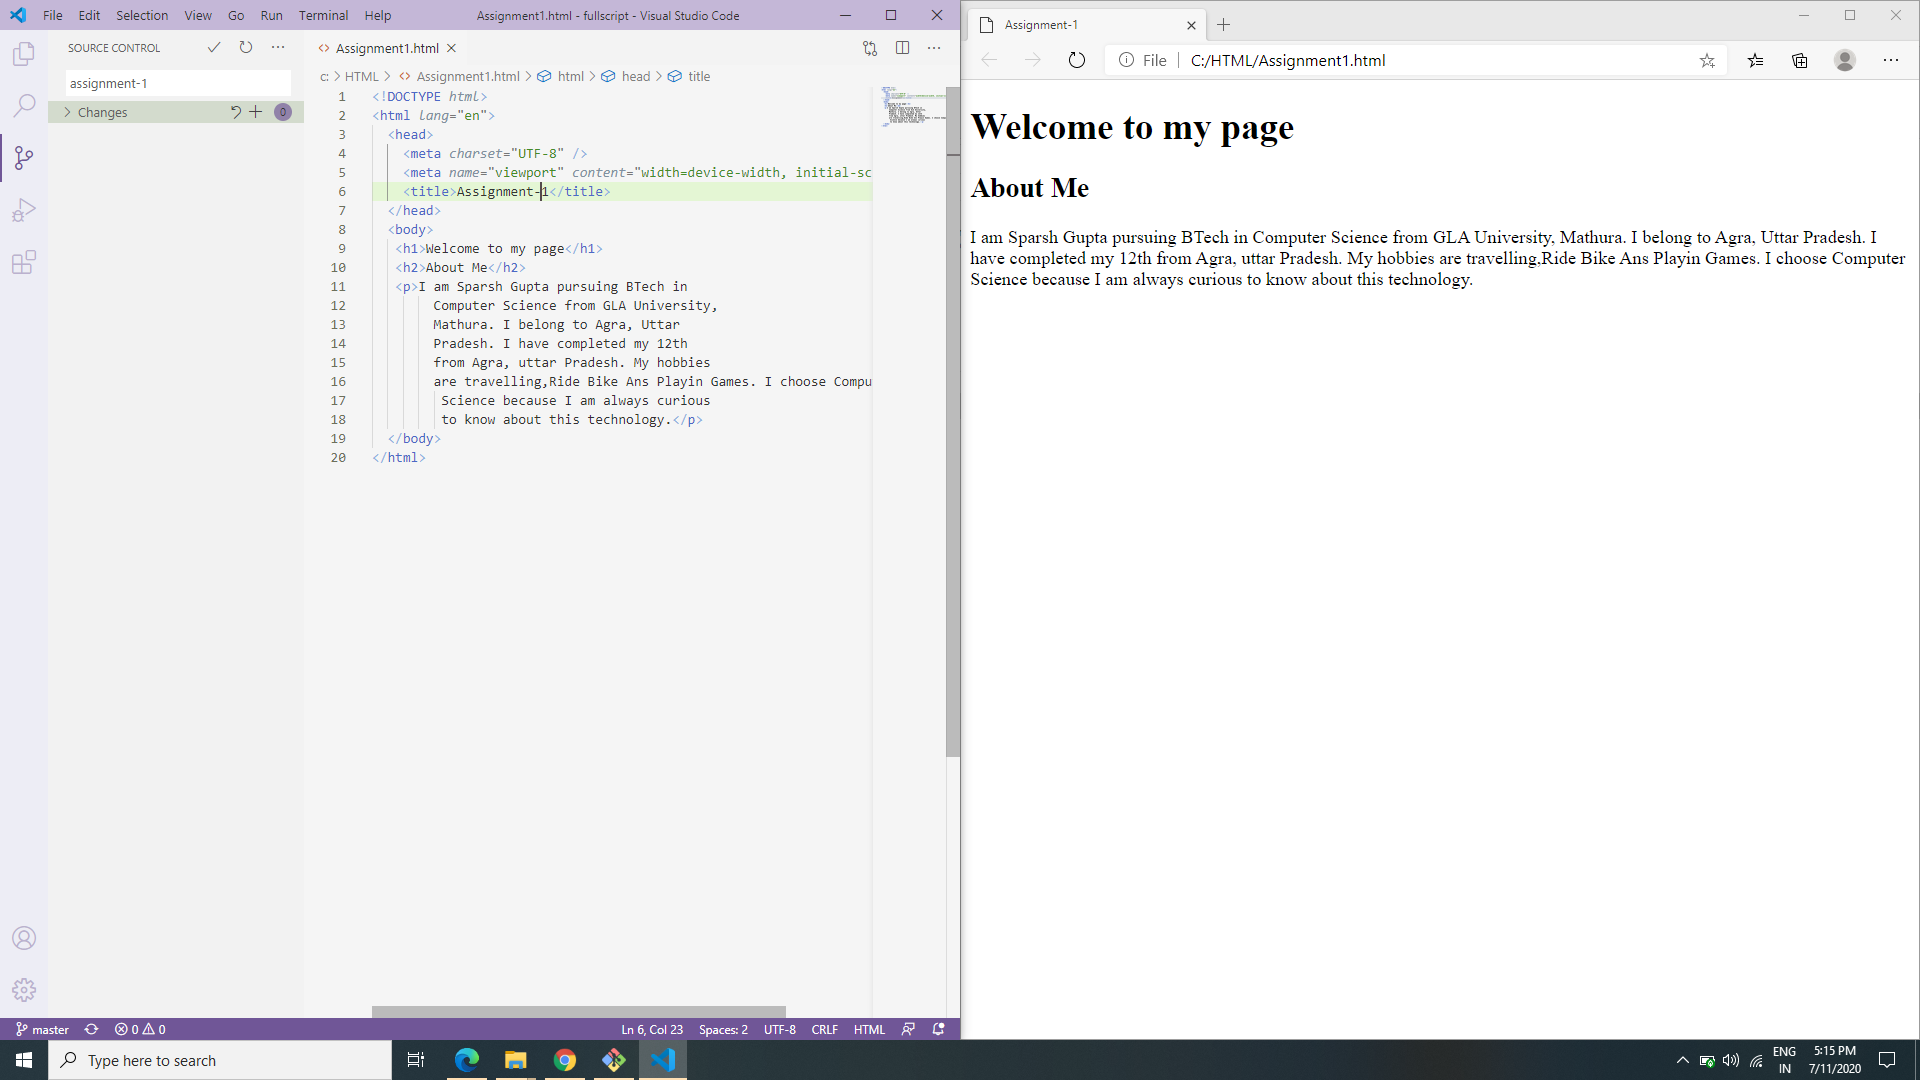 File Edit Selection View Go Run Terminal Help Assignment1.html - fullscript - Visual Studio Code
SOURCE CONTROL
assignment-1
Changes 0
Assignment1.html
c: > HTML > Assignment1.html > html > head > title
1 <!DOCTYPE html>
2 <html lang="en">
3 <head>
4 <meta charset="UTF-8" />
5 <meta name="viewport" content="width=device-width, initial-sc
6 <title>Assignment-1</title>
7 </head>
8 <body>
9 <h1>Welcome to my page</h1>
10 <h2>About Me</h2>
11 <p>I am Sparsh Gupta pursuing BTech in
12 Computer Science from GLA University,
13 Mathura. I belong to Agra, Uttar
14 Pradesh. I have completed my 12th
15 from Agra, uttar Pradesh. My hobbies
16 are travelling,Ride Bike Ans Playin Games. I choose Compu
17 Science because I am always curious
18 to know about this technology.</p>
19 </body>
20 </html>
master 0 0 Ln 6, Col 23 Spaces: 2 UTF-8 CRLF HTML
Assignment-1
File C:/HTML/Assignment1.html
Welcome to my page
About Me
I am Sparsh Gupta pursuing BTech in Computer Science from GLA University, Mathura. I belong to Agra, Uttar Pradesh. I
have completed my 12th from Agra, uttar Pradesh. My hobbies are travelling,Ride Bike Ans Playin Games. I choose Computer
Science because I am always curious to know about this technology.
Type here to search
ENG
IN
5:15 PM
7/11/2020